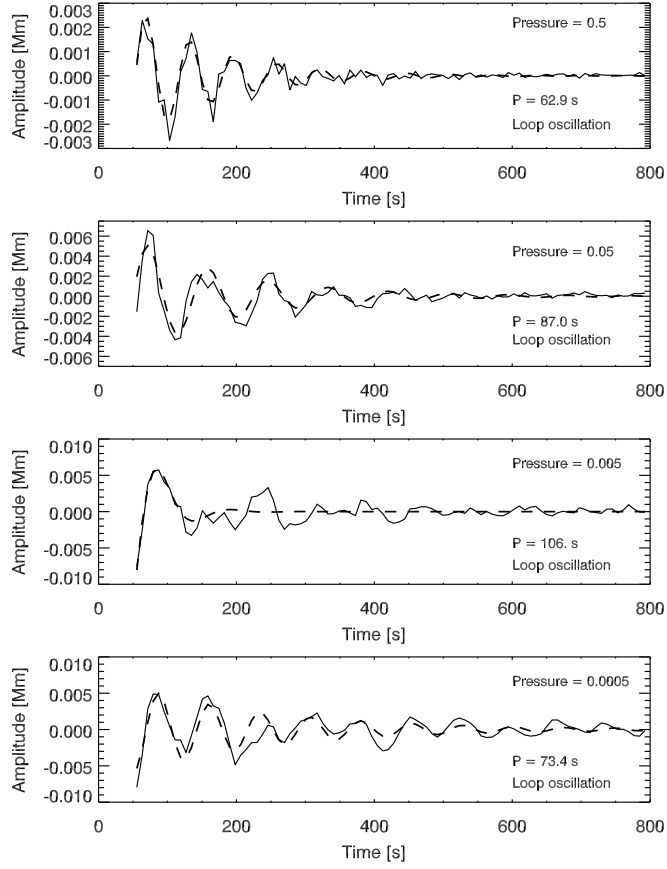 0.003
Pressure = 0.5
0.002
0.001
0.000
-0.001
P = 62.9 s
-0.002
Loop oscillation
-0.003
Amplitude [Mm]
0 200 400 600 800
Time [s]
0.006
Pressure = 0.05
0.004
0.002
0.000
-0.002
P = 87.0 s
-0.004
Loop oscillation
-0.006
Amplitude [Mm]
0 200 400 600 800
Time [s]
0.010
Pressure = 0.005
0.005
0.000
P = 106. s
-0.005
Loop oscillation
-0.010
Amplitude [Mm]
0 200 400 600 800
Time [s]
0.010
Pressure = 0.0005
0.005
0.000
P = 73.4 s
-0.005
Loop oscillation
-0.010
Amplitude [Mm]
0 200 400 600 800
Time [s]